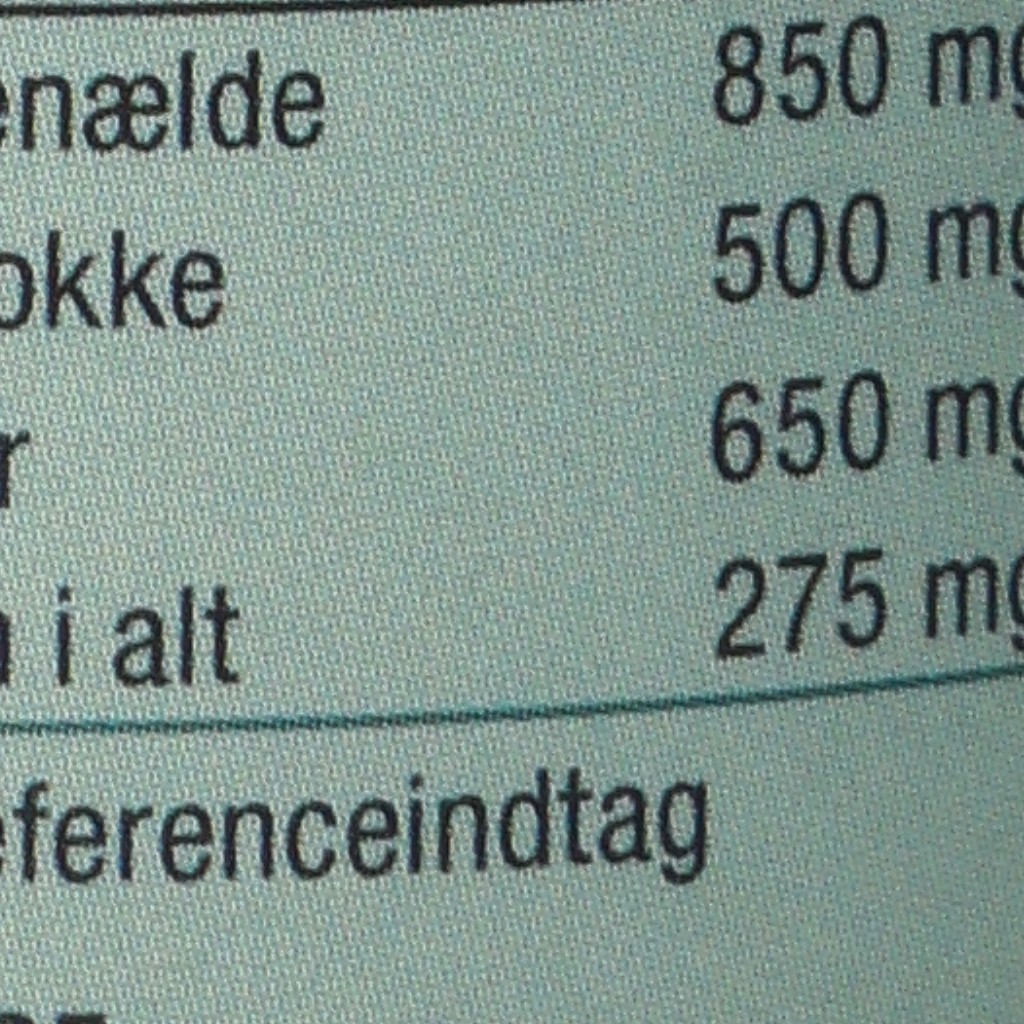 enælde 850 mg
okke 500 mg
r 650 mg
i alt 275 mg
eferenceindtag